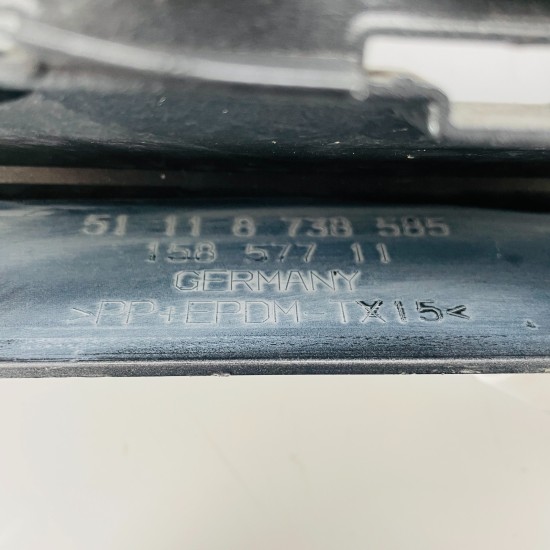 51 11 8 738 585
158 577 11
GERMANY
>PP+EPDM-TX15<